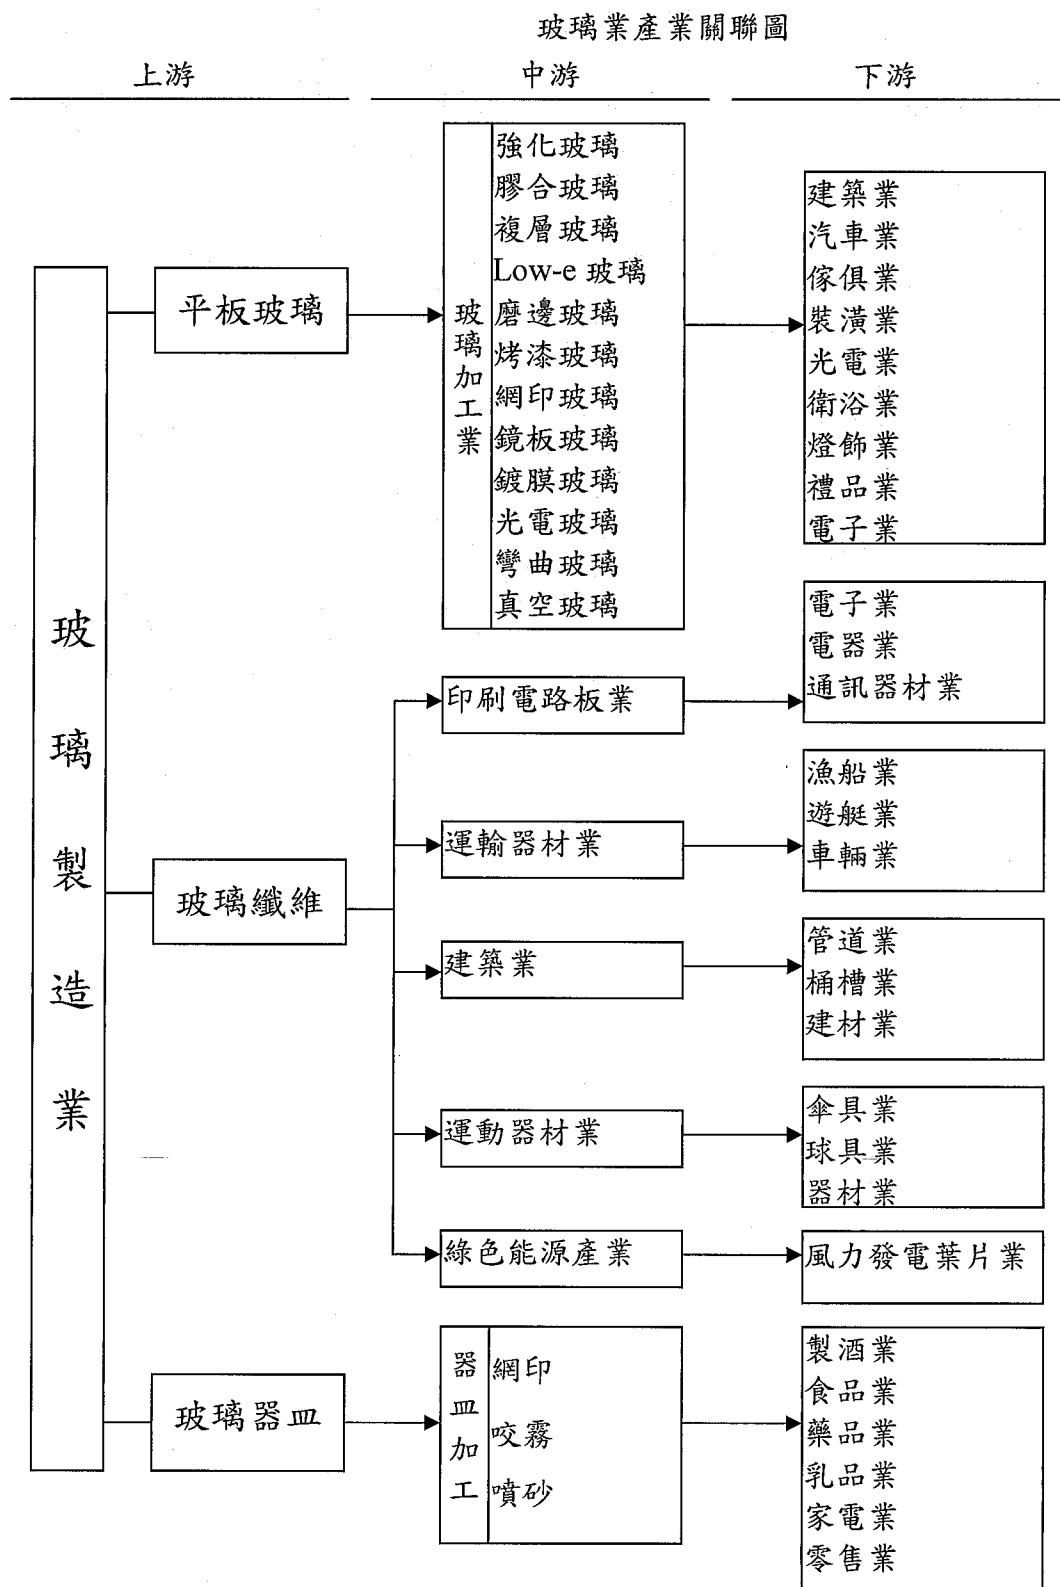 玻璃業產業關聯圖
上游
中游
下游
玻璃製造業
平板玻璃
玻璃加工業
強化玻璃
膠合玻璃
複層玻璃
Low-e 玻璃
磨邊玻璃
烤漆玻璃
網印玻璃
鏡板玻璃
鍍膜玻璃
光電玻璃
彎曲玻璃
真空玻璃
建築業
汽車業
傢俱業
裝潢業
光電業
衛浴業
燈飾業
禮品業
電子業
玻璃纖維
印刷電路板業
電子業
電器業
通訊器材業
運輸器材業
漁船業
遊艇業
車輛業
建築業
管道業
桶槽業
建材業
運動器材業
傘具業
球具業
器材業
綠色能源產業
風力發電葉片業
玻璃器皿
器皿加工
網印
咬霧
噴砂
製酒業
食品業
藥品業
乳品業
家電業
零售業